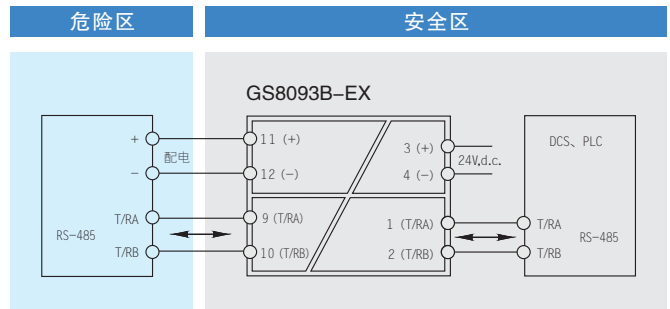 危险区
安全区
GS8093B-EX
+
配电
-
T/RA
RS-485
T/RB
11 (+)
12 (-)
9 (T/RA)
10 (T/RB)
3 (+)
24V.d.c.
4 (-)
1 (T/RA)
2 (T/RB)
DCS、PLC
T/RA
RS-485
T/RB